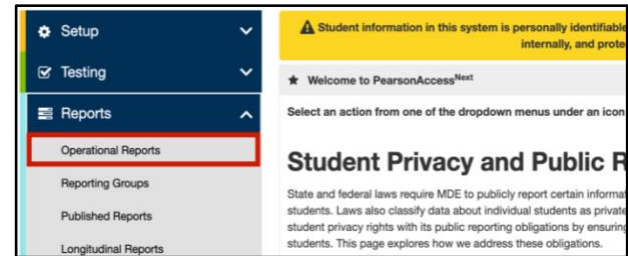 Setup
Testing
Reports
Operational Reports
Reporting Groups
Published Reports
Longitudinal Reports
Student information in this system is personally identifiable
internally, and prote
Welcome to PearsonAccessNext
Select an action from one of the dropdown menus under an icon
Student Privacy and Public R
State and federal laws require MDE to publicly report certain informat
students. Laws also classify data about individual students as private
student privacy rights with its public reporting obligations by ensuring
students. This page explores how we address these obligations.